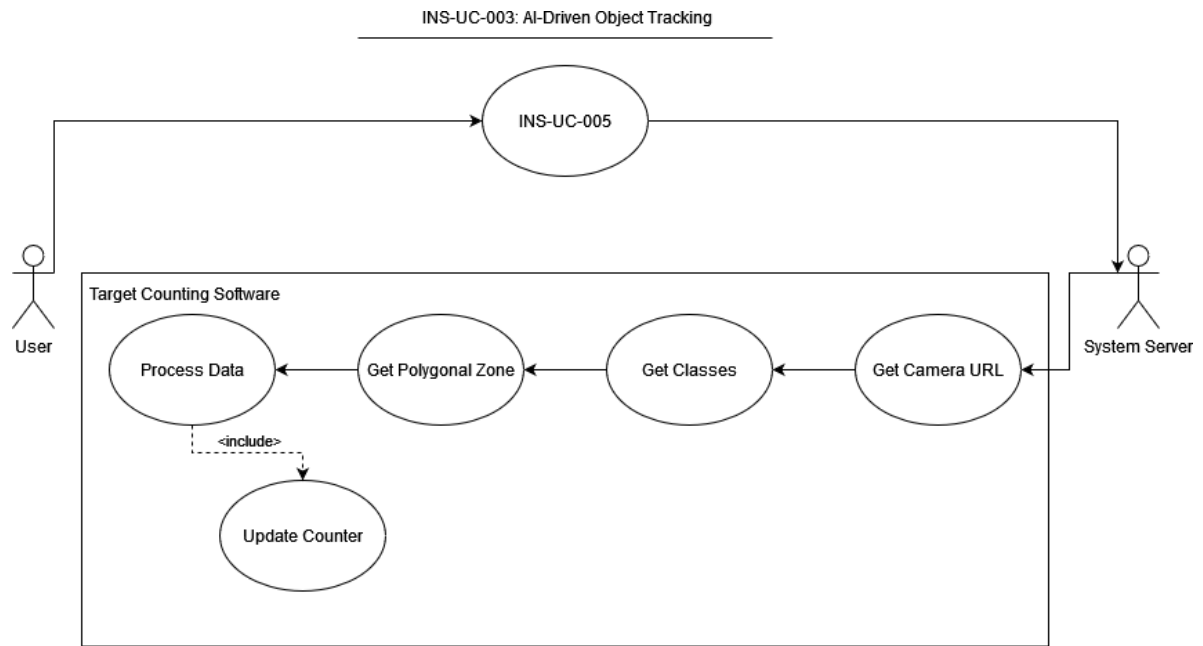 INS-UC-003: AI-Driven Object Tracking
INS-UC-005
User
System Server
Target Counting Software
Process Data
Get Polygonal Zone
Get Classes
Get Camera URL
<include>
Update Counter